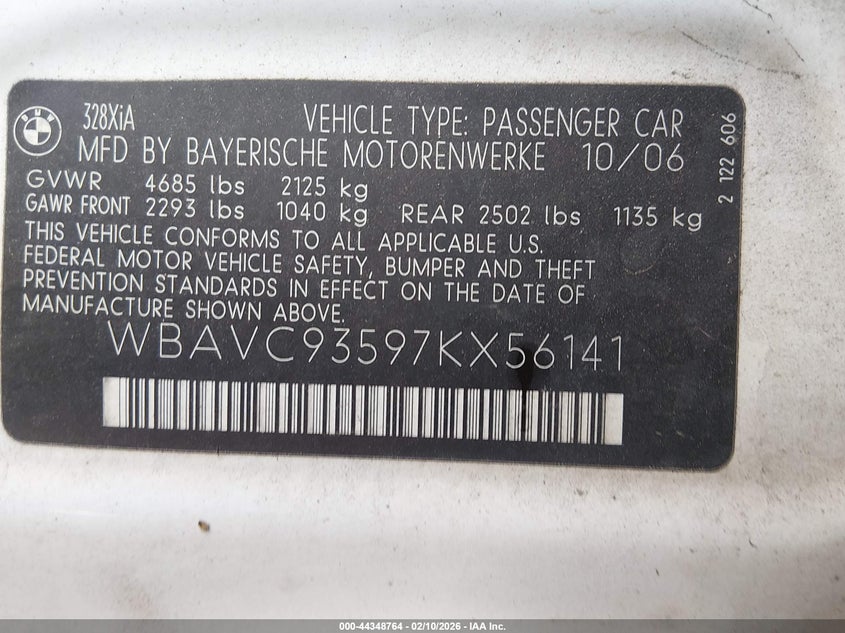 BMW
328XiA
VEHICLE TYPE: PASSENGER CAR
MFD BY BAYERISCHE MOTORENWERKE 10/06
GVWR 4685 lbs 2125 kg
GAWR FRONT 2293 lbs 1040 kg REAR 2502 lbs 1135 kg
THIS VEHICLE CONFORMS TO ALL APPLICABLE U.S.
FEDERAL MOTOR VEHICLE SAFETY, BUMPER AND THEFT
PREVENTION STANDARDS IN EFFECT ON THE DATE OF
MANUFACTURE SHOWN ABOVE.
WBAVC93597KX56141
2 122 606
000-44348764 - 02/10/2026 - IAA Inc.